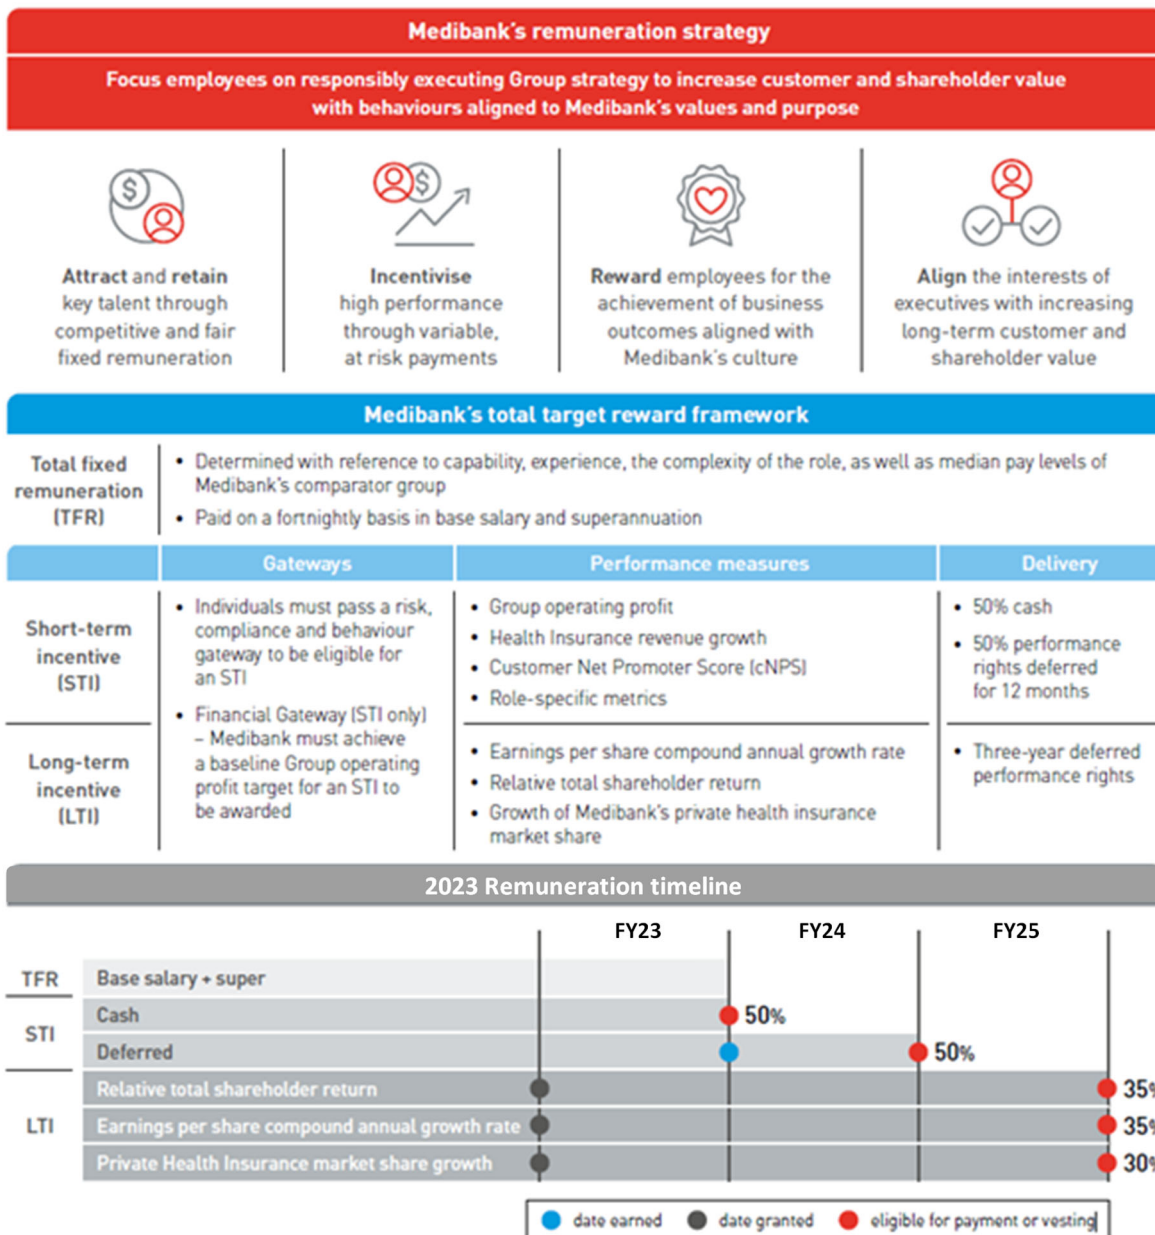 Medibank's remuneration strategy
Focus employees on responsibly executing Group strategy to increase customer and shareholder value
with behaviours aligned to Medibank's values and purpose
Attract and retain
key talent through
competitive and fair
fixed remuneration
Incentivise
high performance
through variable,
at risk payments
Reward employees for the
achievement of business
outcomes aligned with
Medibank's culture
Align the interests of
executives with increasing
long-term customer and
shareholder value
Medibank's total target reward framework
Total fixed
remuneration
(TFR)
• Determined with reference to capability, experience, the complexity of the role, as well as median pay levels of
Medibank's comparator group
• Paid on a fortnightly basis in base salary and superannuation
Gateways
Performance measures
Delivery
Short-term
incentive
(STI)
• Individuals must pass a risk,
compliance and behaviour
gateway to be eligible for
an STI
• Financial Gateway (STI only)
– Medibank must achieve
a baseline Group operating
profit target for an STI to
be awarded
• Group operating profit
• Health Insurance revenue growth
• Customer Net Promoter Score (cNPS)
• Role-specific metrics
• 50% cash
• 50% performance
rights deferred
for 12 months
Long-term
incentive
(LTI)
• Earnings per share compound annual growth rate
• Relative total shareholder return
• Growth of Medibank's private health insurance
market share
• Three-year deferred
performance rights
2023 Remuneration timeline
FY23 FY24 FY25
TFR Base salary + super
STI
Cash 50%
Deferred 50%
LTI
Relative total shareholder return 35%
Earnings per share compound annual growth rate 35%
Private Health Insurance market share growth 30%
date earned date granted eligible for payment or vesting